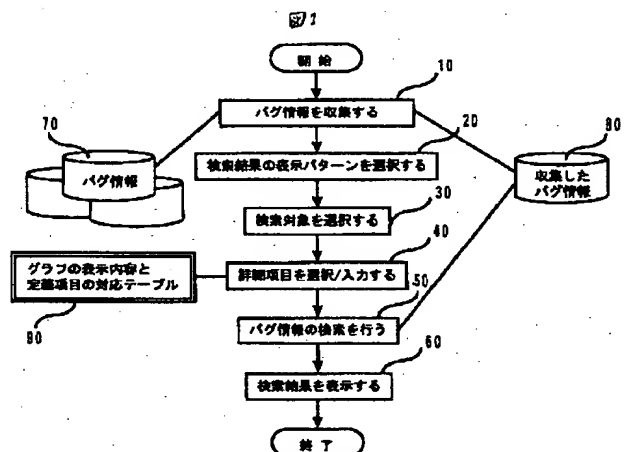 図1
開始
10
バグ情報を収集する
70
20
80
バグ情報
検索結果の表示パターンを選択する
収集した
バグ情報
30
検索対象を選択する
40
グラフの表示内容と
定義項目の対応テーブル
詳細項目を選択/入力する
90
50
バグ情報の検索を行う
60
検索結果を表示する
終了